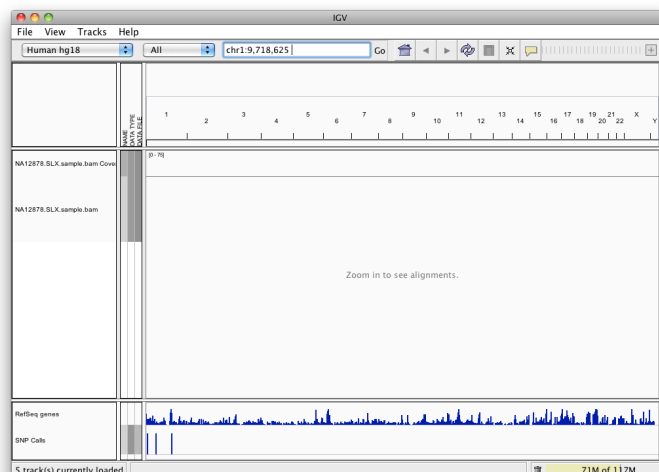 IGV
File View Tracks Help
Human hg18 All chr1:9,718,625 Go
NAME
DATA TYPE
DATA FILE
1 2 3 4 5 6 7 8 9 10 11 12 13 14 15 16 17 18 19 20 21 22 X Y
NA12878.SLX.sample.bam Cove
[0 - 75]
NA12878.SLX.sample.bam
Zoom in to see alignments.
RefSeq genes
SNP Calls
5 track(s) currently loaded 71M of 117M